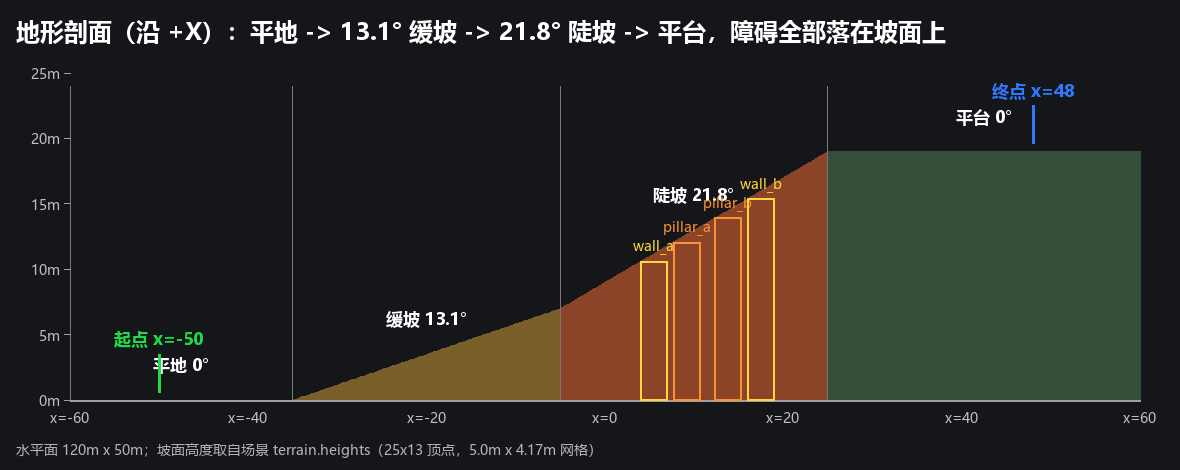 地形剖面（沿 +X）：平地 -> 13.1° 缓坡 -> 21.8° 陡坡 -> 平台，障碍全部落在坡面上
25m
终点 x=48
平台 0°
20m
陡坡 21.8°
wall_b
pillar_b
15m
pillar_a
wall_a
10m
缓坡 13.1°
5m
起点 x=-50
平地 0°
0m
x=-60
x=-40
x=-20
x=0
x=20
x=40
x=60
水平面 120m x 50m；坡面高度取自场景 terrain.heights（25x13 顶点，5.0m x 4.17m 网格）